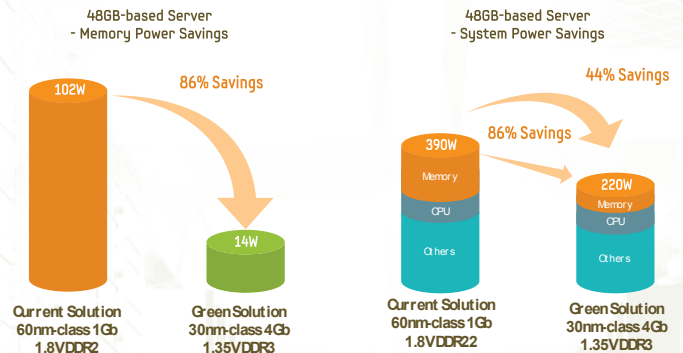 48GB-based Server
- Memory Power Savings
102W
86% Savings
14W
Current Solution
60nm-class 1Gb
1.8VDDR2
Green Solution
30nm-class 4Gb
1.35VDDR3
48GB-based Server
- System Power Savings
44% Savings
86% Savings
390W
Memory
CPU
Others
220W
Memory
CPU
Others
Current Solution
60nm-class 1Gb
1.8VDDR22
Green Solution
30nm-class 4Gb
1.35VDDR3